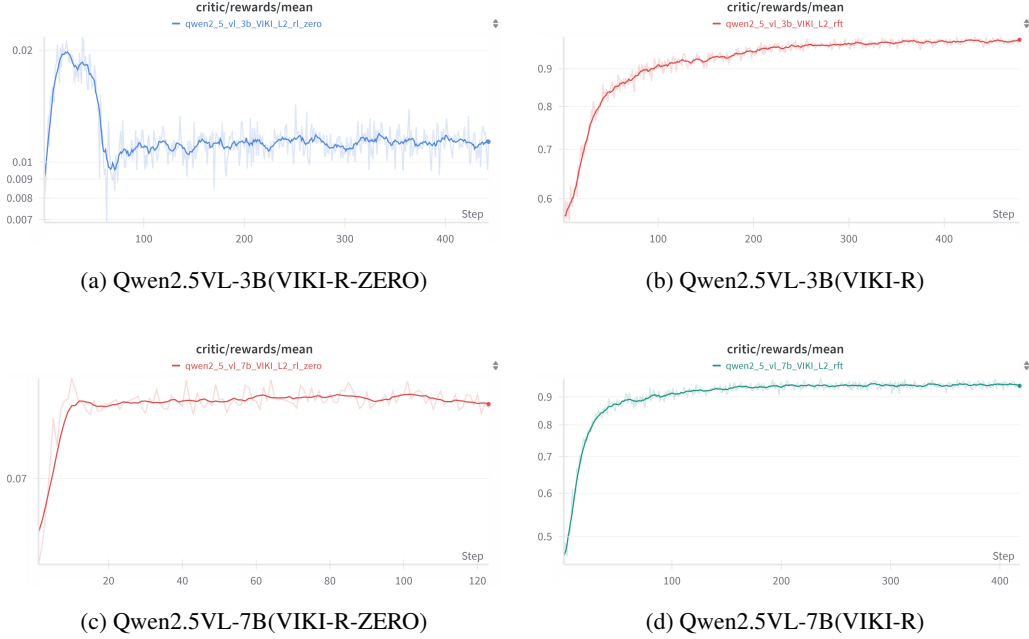 critic/rewards/mean
qwen2_5_vl_3b_VIKI_L2_rl_zero
0.02
0.01
0.009
0.008
0.007
Step
100
200
300
400
(a) Qwen2.5VL-3B(VIKI-R-ZERO)
critic/rewards/mean
qwen2_5_vl_3b_VIKI_L2_rft
0.9
0.8
0.7
0.6
Step
100
200
300
400
(b) Qwen2.5VL-3B(VIKI-R)
critic/rewards/mean
qwen2_5_vl_7b_VIKI_L2_rl_zero
0.07
Step
20
40
60
80
100
120
(c) Qwen2.5VL-7B(VIKI-R-ZERO)
critic/rewards/mean
qwen2_5_vl_7b_VIKI_L2_rft
0.9
0.8
0.7
0.6
0.5
Step
100
200
300
400
(d) Qwen2.5VL-7B(VIKI-R)